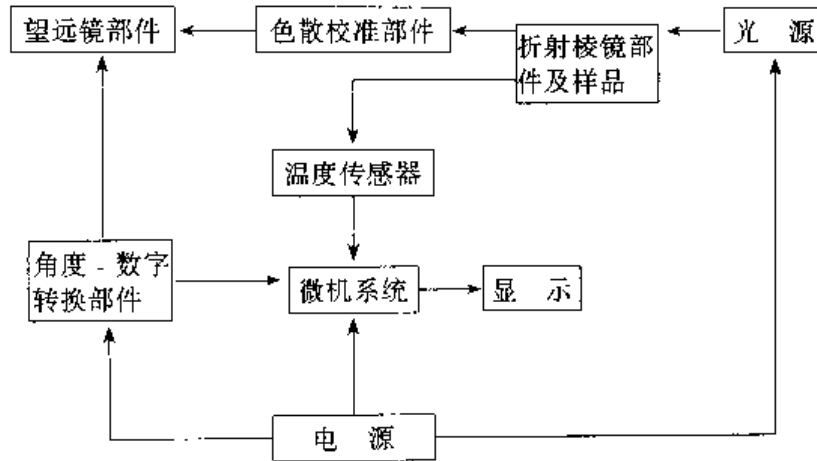 望远镜部件
色散校准部件
折射棱镜部
件及样品
光 源
温度传感器
角度-数字
转换部件
微机系统
显 示
电 源